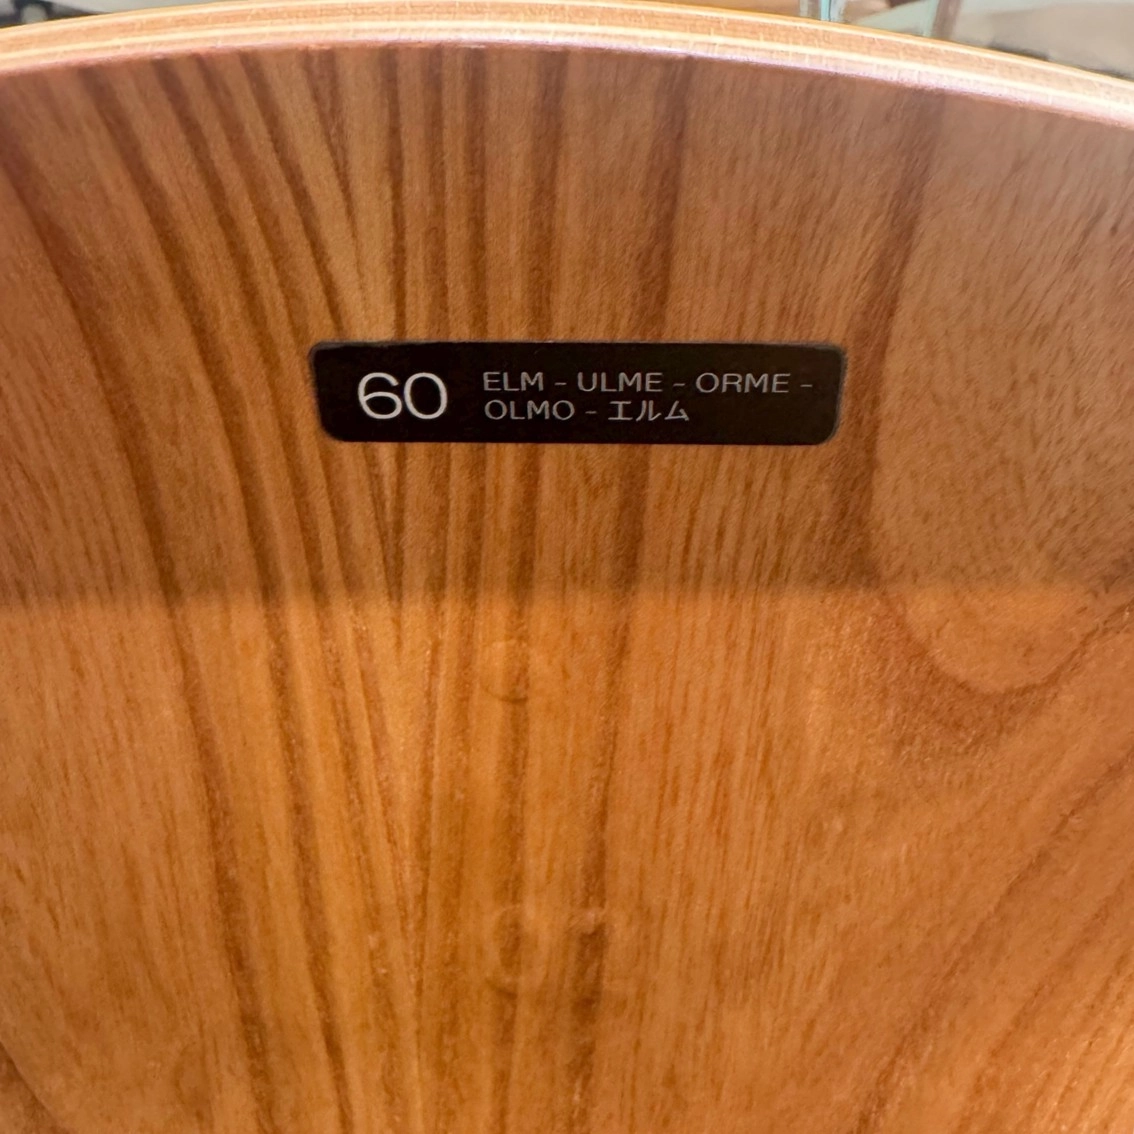 60
ELM - ULME - ORME -
OLMO - エルム